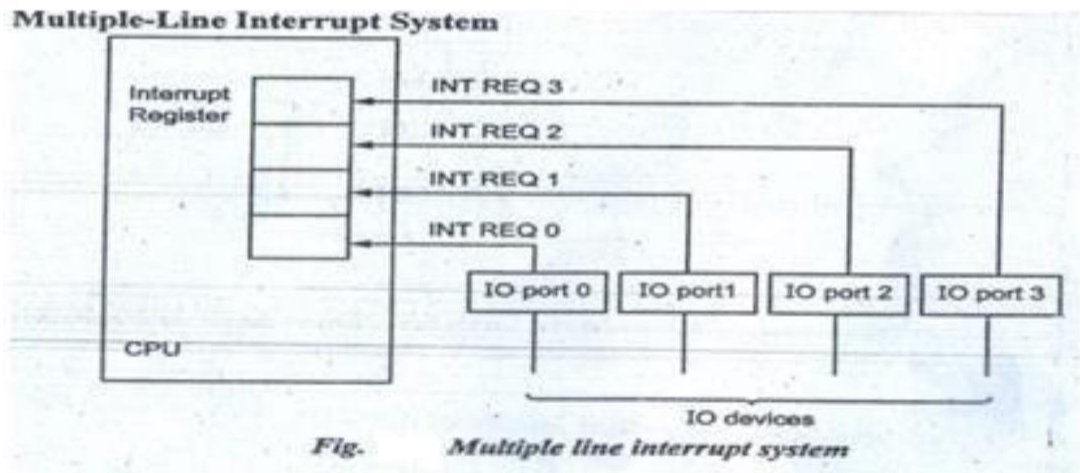 Multiple-Line Interrupt System
Interrupt
Register
INT REQ 3
INT REQ 2
INT REQ 1
INT REQ 0
IO port 0
IO port1
IO port 2
IO port 3
CPU
IO devices
Fig. Multiple line interrupt system